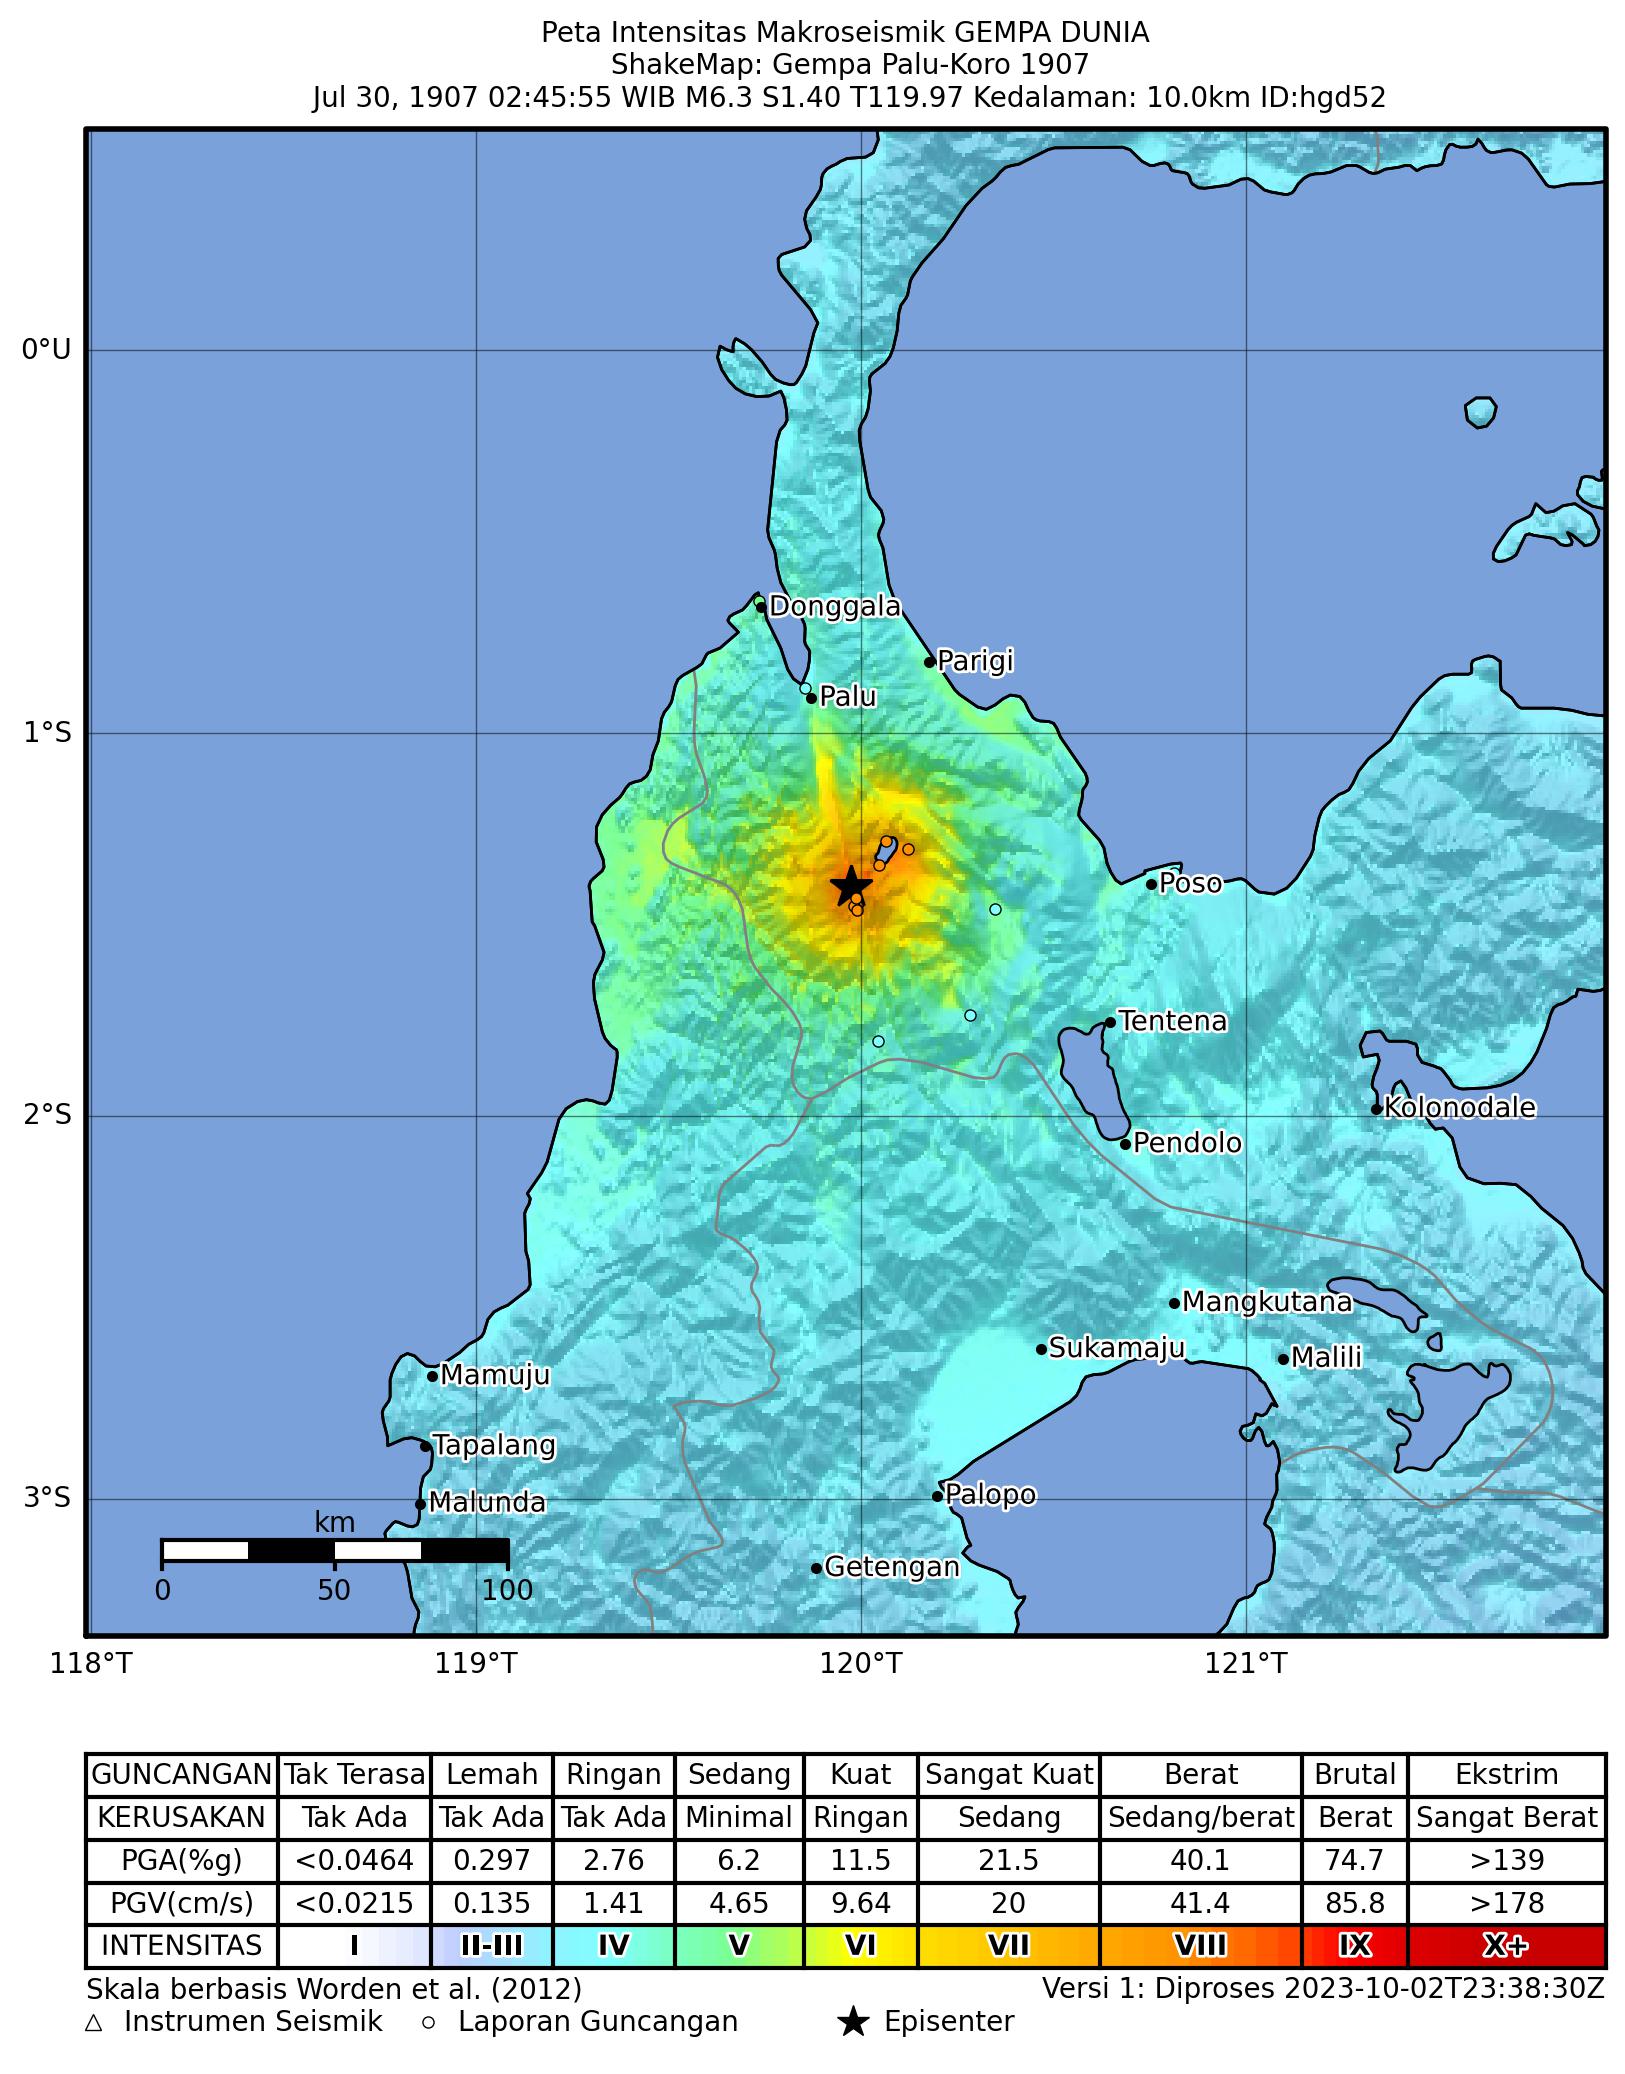 Peta Intensitas Makroseismik GEMPA DUNIA
ShakeMap: Gempa Palu-Koro 1907
Jul 30, 1907 02:45:55 WIB M6.3 S1.40 T119.97 Kedalaman: 10.0km ID:hgd52
0°U
Donggala
Parigi
Palu
1°S
Poso
Tentena
2°S
Kolonodale
Pendolo
Mangkutana
Sukamaju
Malili
Mamuju
Tapalang
3°S
Palopo
Malunda
km
0 50 100
Getengan
118°T 119°T 120°T 121°T
GUNCANGAN Tak Terasa Lemah Ringan Sedang Kuat Sangat Kuat Berat Brutal Ekstrim
KERUSAKAN Tak Ada Tak Ada Tak Ada Minimal Ringan Sedang Sedang/berat Berat Sangat Berat
PGA(%g) <0.0464 0.297 2.76 6.2 11.5 21.5 40.1 74.7 >139
PGV(cm/s) <0.0215 0.135 1.41 4.65 9.64 20 41.4 85.8 >178
INTENSITAS I II-III IV V VI VII VIII IX X+
Skala berbasis Worden et al. (2012) Versi 1: Diproses 2023-10-02T23:38:30Z
Instrumen Seismik Laporan Guncangan Episenter